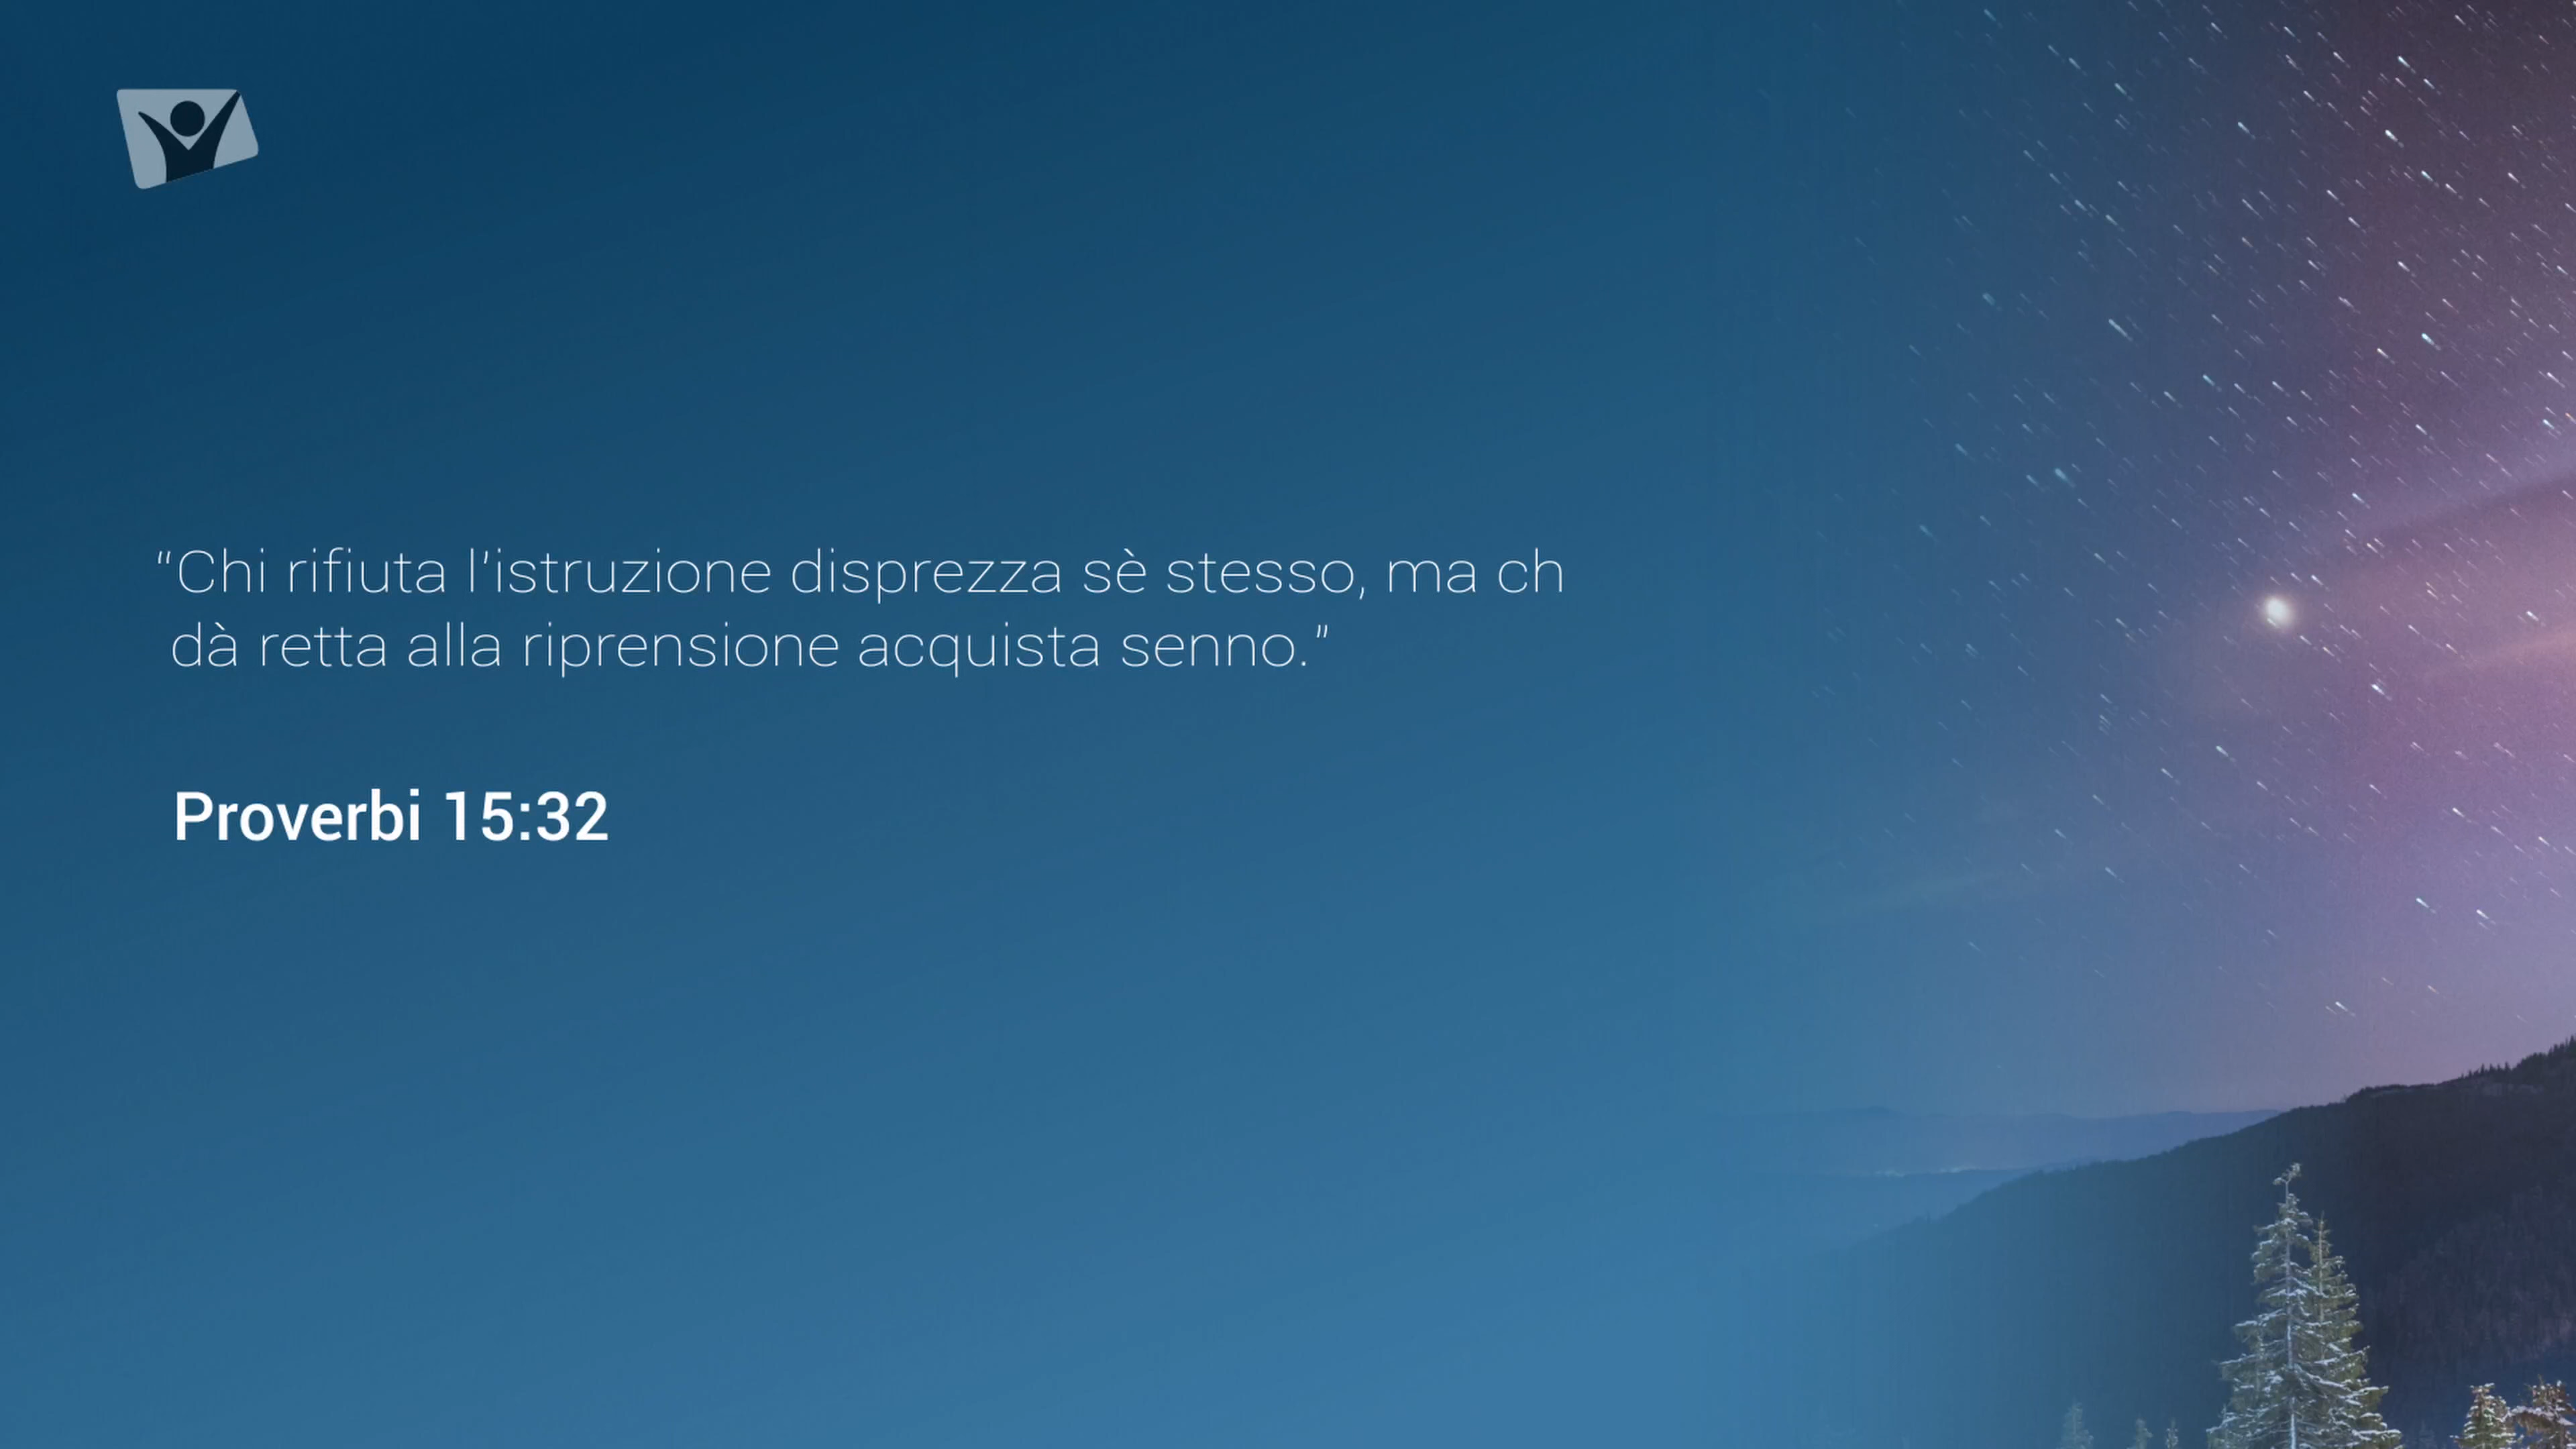 “Chi rifiuta l’istruzione disprezza sè stesso, ma ch
dà retta alla riprensione acquista senno.”
Proverbi 15:32